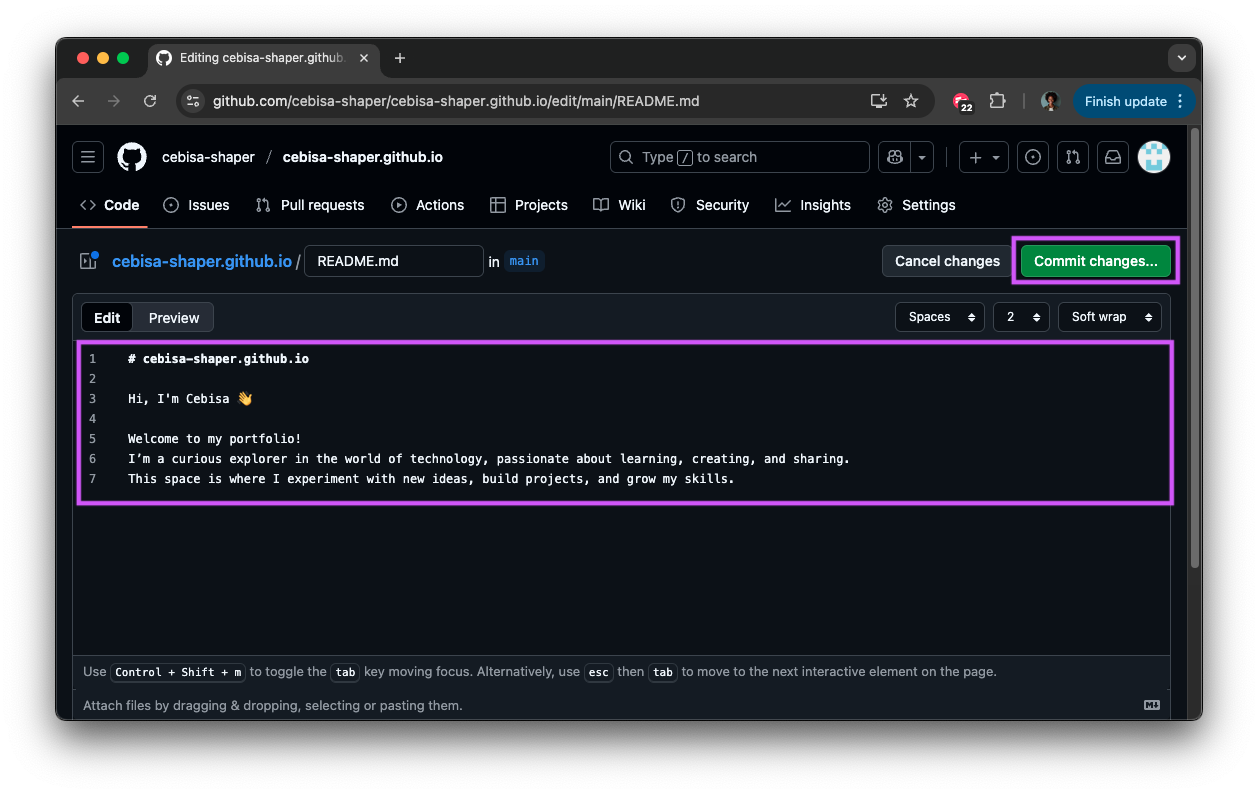 Editing cebisa-shaper.github.
github.com/cebisa-shaper/cebisa-shaper.github.io/edit/main/README.md
22
Finish update
cebisa-shaper / cebisa-shaper.github.io
Type / to search
Code Issues Pull requests Actions Projects Wiki Security Insights Settings
cebisa-shaper.github.io / README.md in main
Cancel changes Commit changes...
Edit Preview
Spaces 2 Soft wrap
1 # cebisa-shaper.github.io
2
3 Hi, I'm Cebisa 👋
4
5 Welcome to my portfolio!
6 I’m a curious explorer in the world of technology, passionate about learning, creating, and sharing.
7 This space is where I experiment with new ideas, build projects, and grow my skills.
Use Control + Shift + m to toggle the tab key moving focus. Alternatively, use esc then tab to move to the next interactive element on the page.
Attach files by dragging & dropping, selecting or pasting them.